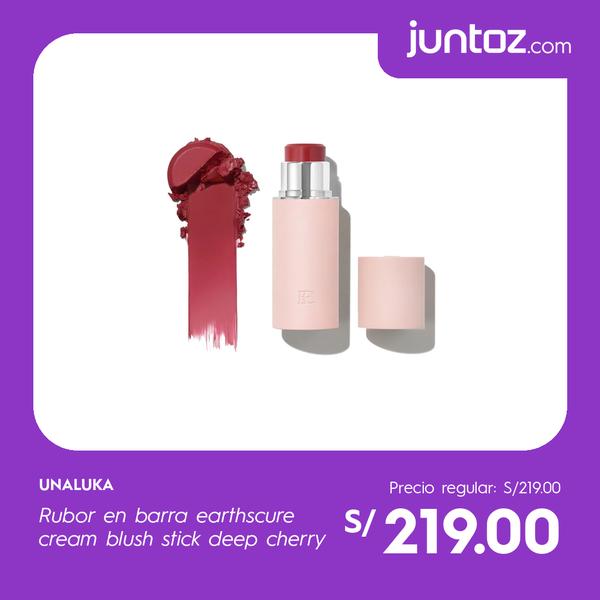 juntoz.com
UNALUKA
Rubor en barra earthscure
cream blush stick deep cherry
Precio regular: S/219.00
S/ 219.00